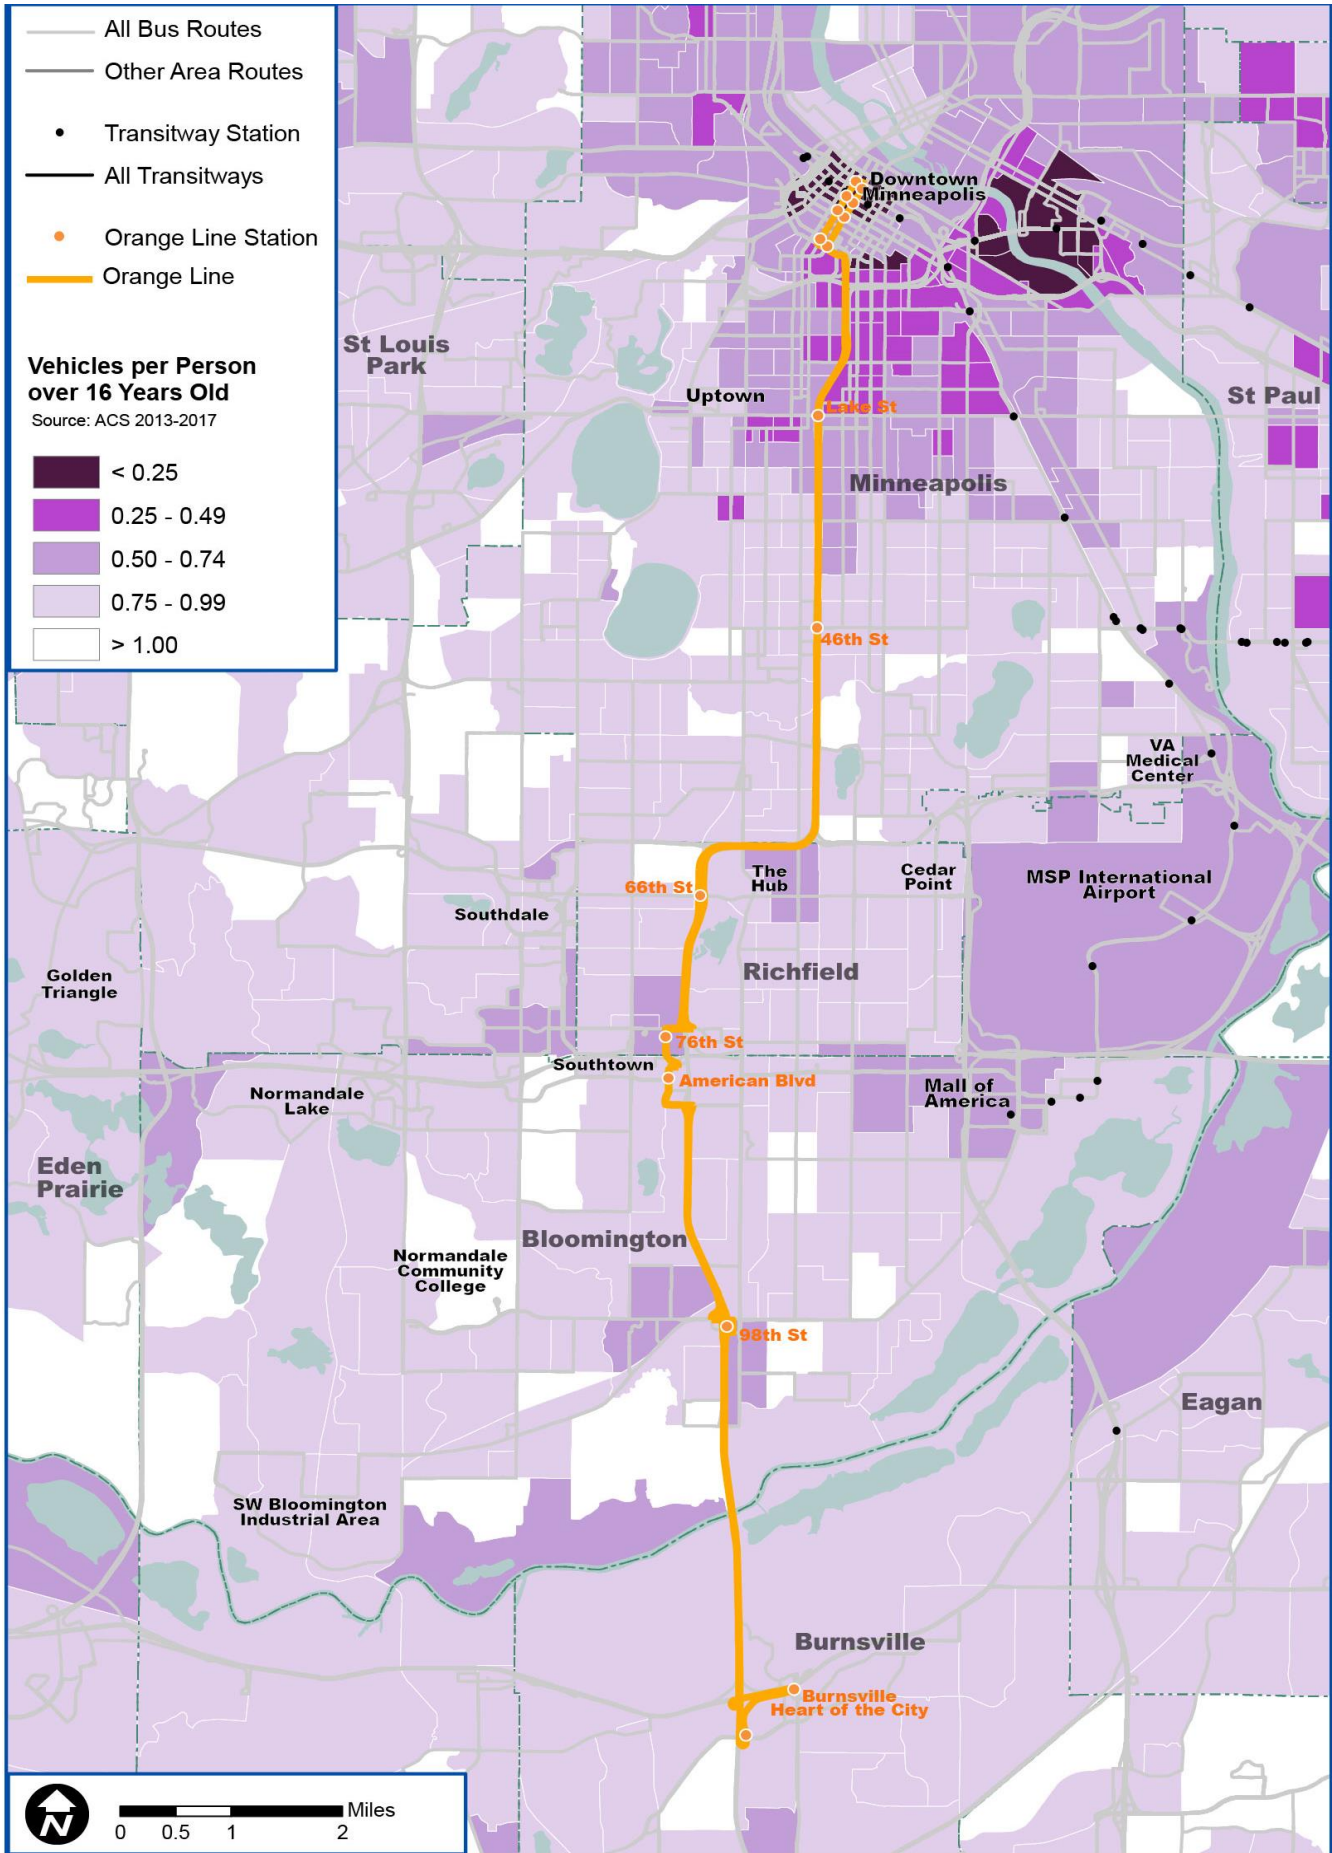 All Bus Routes
Other Area Routes
Transitway Station
All Transitways
Orange Line Station
Orange Line
Vehicles per Person
over 16 Years Old
Source: ACS 2013-2017
< 0.25
0.25 - 0.49
0.50 - 0.74
0.75 - 0.99
> 1.00
Downtown
Minneapolis
St Louis
Park
Uptown
Lake St
St Paul
Minneapolis
46th St
VA
Medical
Center
66th St
The
Hub
Cedar
Point
MSP International
Airport
Southdale
Golden
Triangle
Richfield
76th St
Southtown
American Blvd
Normandale
Lake
Mall of
America
Eden
Prairie
Bloomington
Normandale
Community
College
98th St
Eagan
SW Bloomington
Industrial Area
Burnsville
Burnsville
Heart of the City
N
Miles
0 0.5 1 2